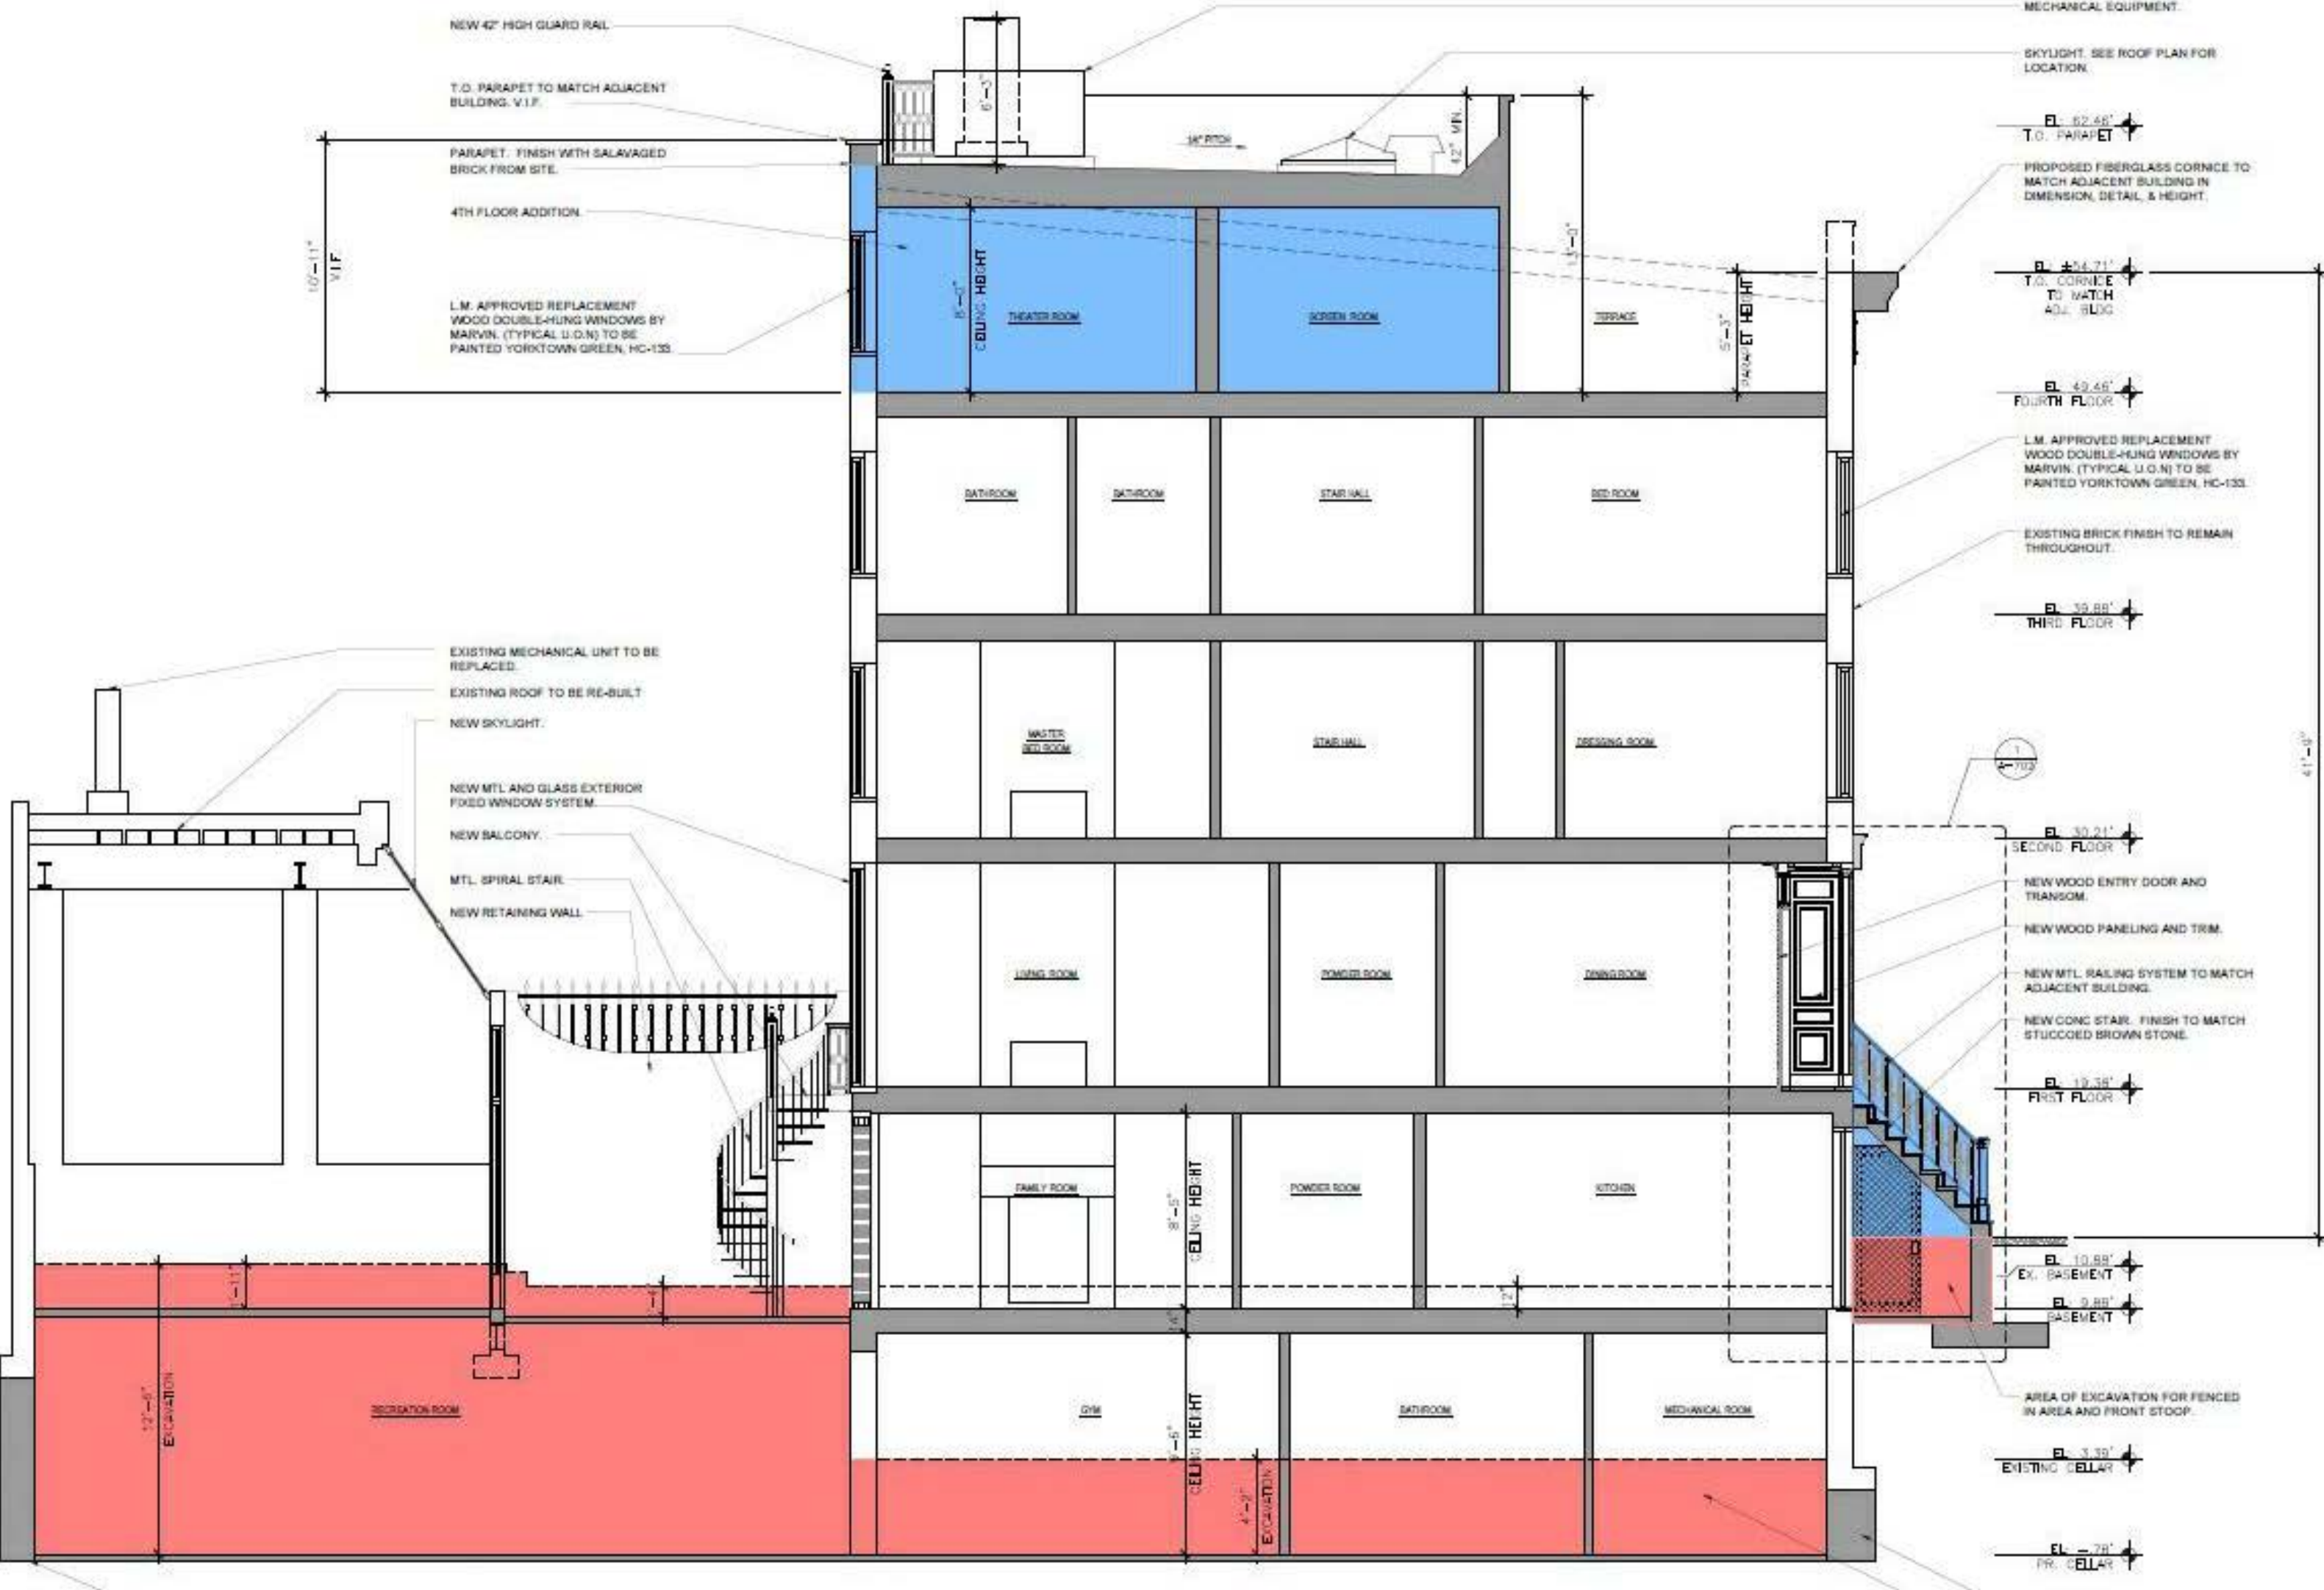 NEW 42" HIGH GUARD RAIL
T.O. PARAPET TO MATCH ADJACENT
BUILDING. V.I.F.
PARAPET. FINISH WITH SALAVAGED
BRICK FROM SITE.
4TH FLOOR ADDITION.
L.M. APPROVED REPLACEMENT
WOOD DOUBLE-HUNG WINDOWS BY
MARVIN. (TYPICAL U.O.N) TO BE
PAINTED YORKTOWN GREEN, HC-133.
10'-11"
V.I.F.
EXISTING MECHANICAL UNIT TO BE
REPLACED.
EXISTING ROOF TO BE RE-BUILT
NEW SKYLIGHT.
NEW MTL AND GLASS EXTERIOR
FIXED WINDOW SYSTEM.
NEW BALCONY.
MTL. SPIRAL STAIR.
NEW RETAINING WALL
6'-3"
1/4" PITCH
42" MIN.
8'-0"
CEILING HEIGHT
THEATER ROOM
SCREEN ROOM
13'-0"
TERRACE
5'-3"
PARAPET HEIGHT
BATHROOM
BATHROOM
STAIR HALL
BED ROOM
MASTER
BED ROOM
STAIR HALL
DRESSING ROOM
LIVING ROOM
POWDER ROOM
DINING ROOM
FAMILY ROOM
8'-5"
CEILING HEIGHT
POWDER ROOM
KITCHEN
1'-11"
12"
14"
12'-6"
EXCAVATION
RECREATION ROOM
GYM
9'-6"
CEILING HEIGHT
4'-2"
EXCAVATION
BATHROOM
MECHANICAL ROOM
MECHANICAL EQUIPMENT.
SKYLIGHT. SEE ROOF PLAN FOR
LOCATION.
EL: 62.46'
T.O. PARAPET
PROPOSED FIBERGLASS CORNICE TO
MATCH ADJACENT BUILDING IN
DIMENSION, DETAIL, & HEIGHT.
EL: ±54.71'
T.O. CORNICE
TO MATCH
ADJ. BLDG
EL: 49.46'
FOURTH FLOOR
L.M. APPROVED REPLACEMENT
WOOD DOUBLE-HUNG WINDOWS BY
MARVIN. (TYPICAL U.O.N) TO BE
PAINTED YORKTOWN GREEN, HC-133.
EXISTING BRICK FINISH TO REMAIN
THROUGHOUT.
EL: 39.88'
THIRD FLOOR
1
A-702
41'-9"
EL: 30.21'
SECOND FLOOR
NEW WOOD ENTRY DOOR AND
TRANSOM.
NEW WOOD PANELING AND TRIM.
NEW MTL. RAILING SYSTEM TO MATCH
ADJACENT BUILDING.
NEW CONC STAIR. FINISH TO MATCH
STUCCOED BROWN STONE.
EL: 19.38'
FIRST FLOOR
EL: 10.88'
EX. BASEMENT
EL: 9.88'
BASEMENT
AREA OF EXCAVATION FOR FENCED
IN AREA AND FRONT STOOP.
EL: 3.39'
EXISTING CELLAR
EL: -.78'
PR. CELLAR